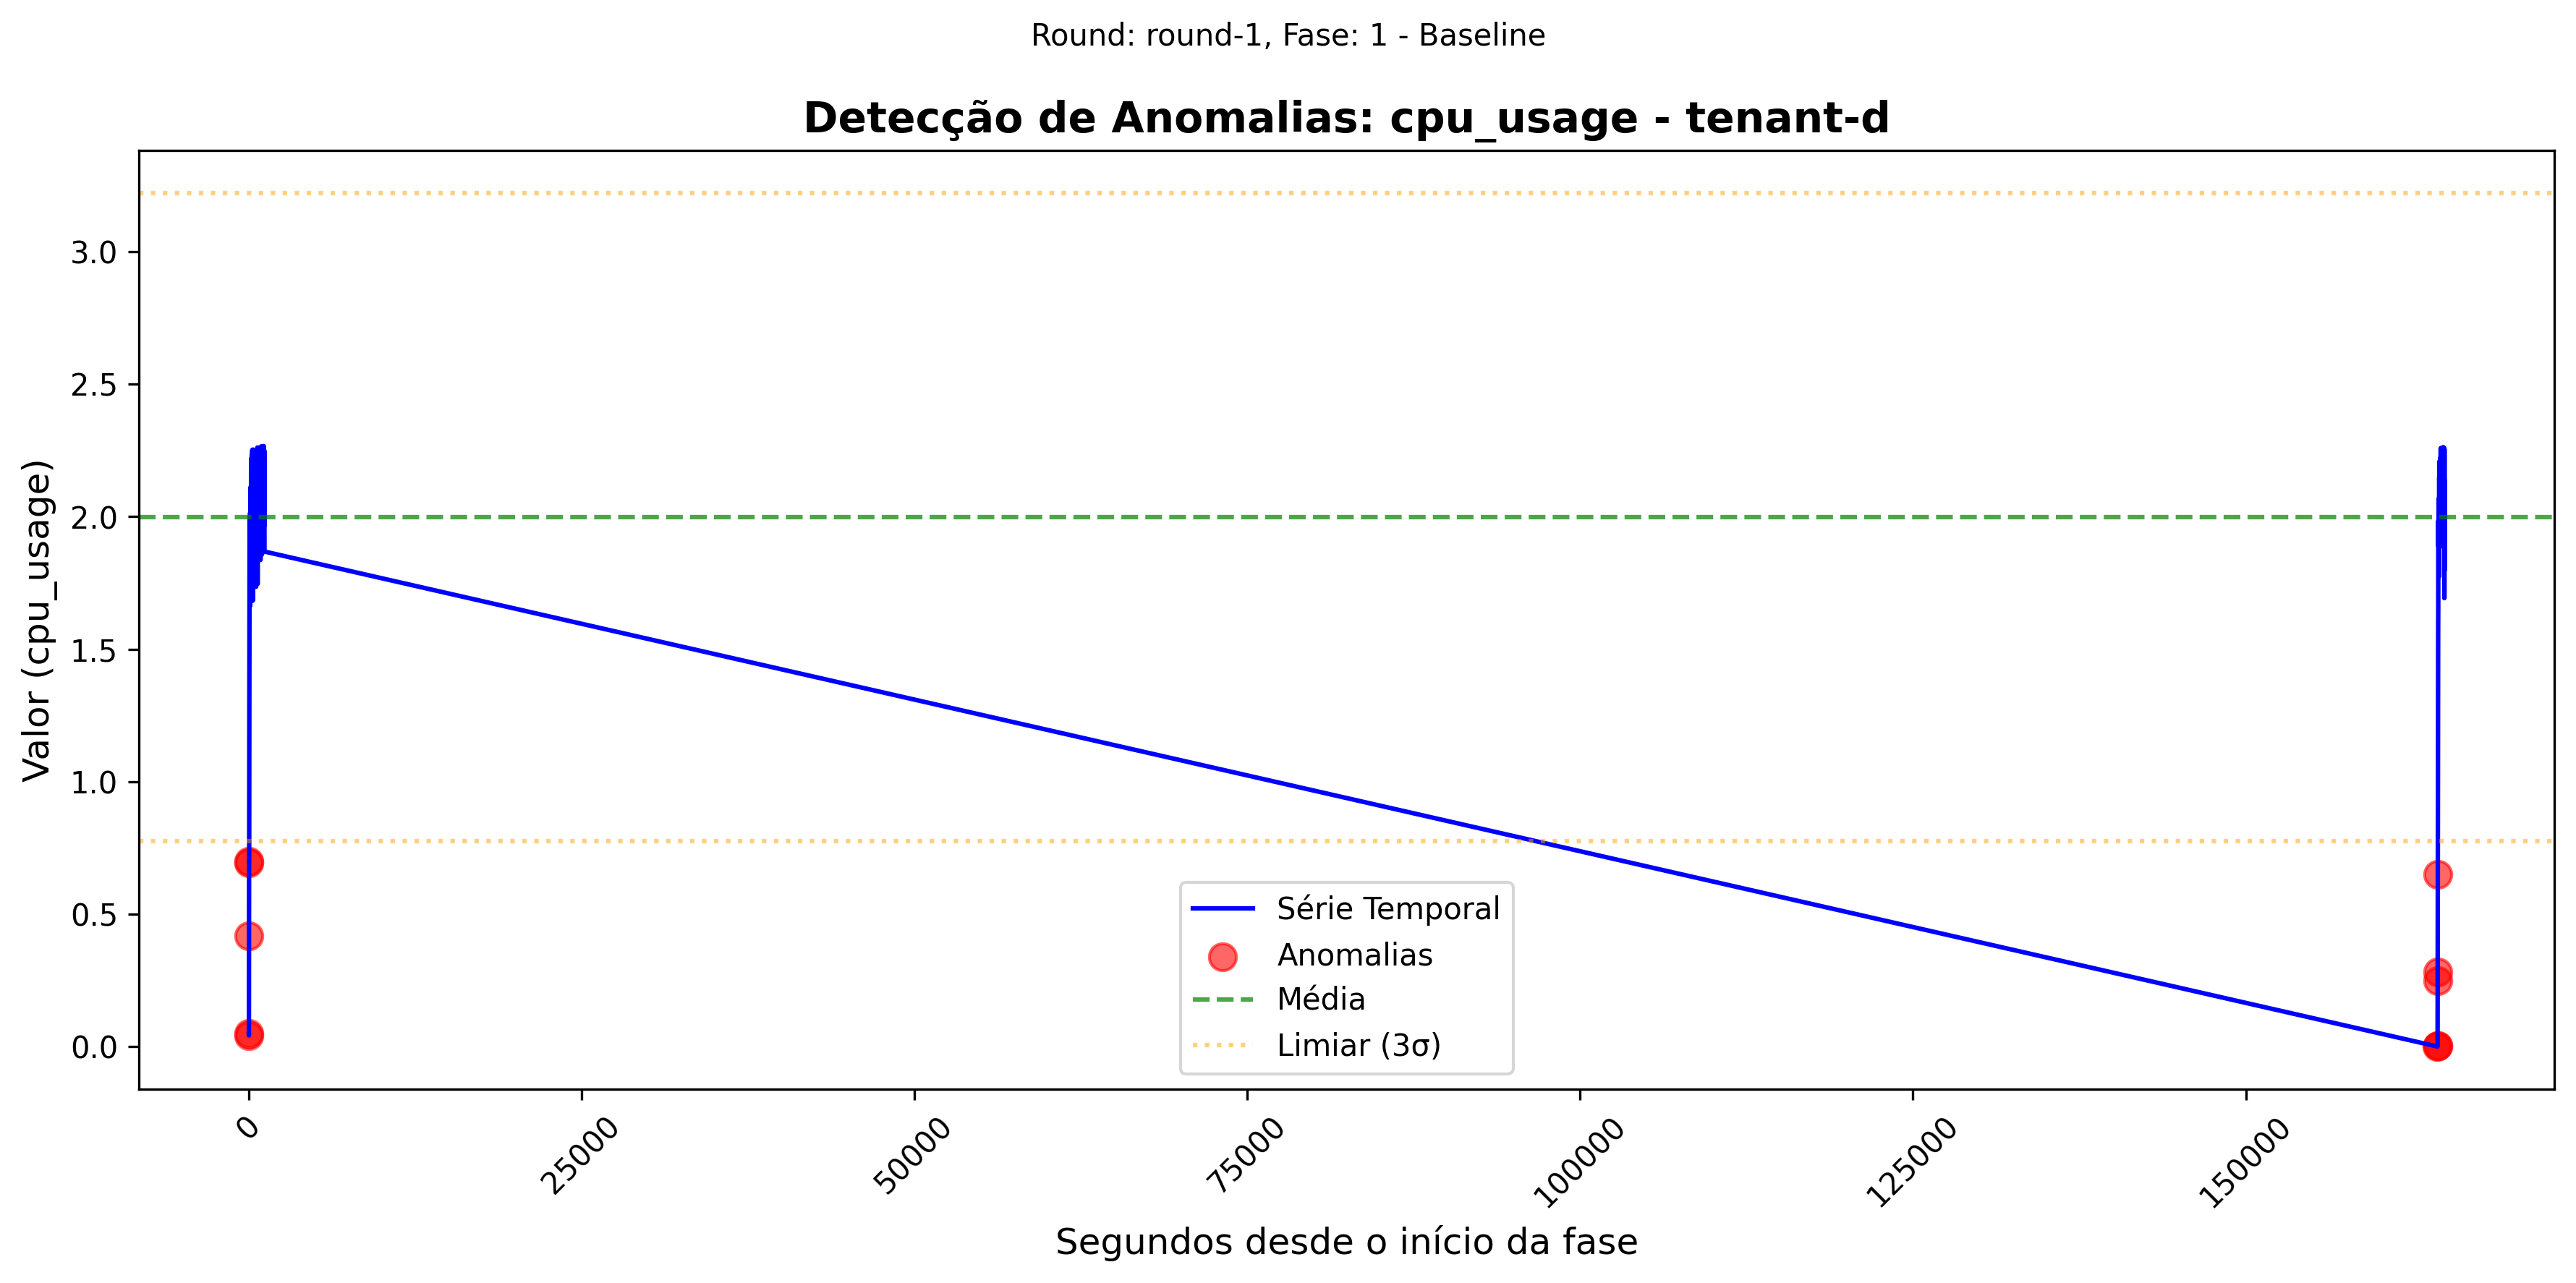 Round: round-1, Fase: 1 - Baseline
Detecção de Anomalias: cpu_usage - tenant-d
Valor (cpu_usage)
3.0
2.5
2.0
1.5
1.0
0.5
0.0
Série Temporal
Anomalias
Média
Limiar (3σ)
0
25000
50000
75000
100000
125000
150000
Segundos desde o início da fase